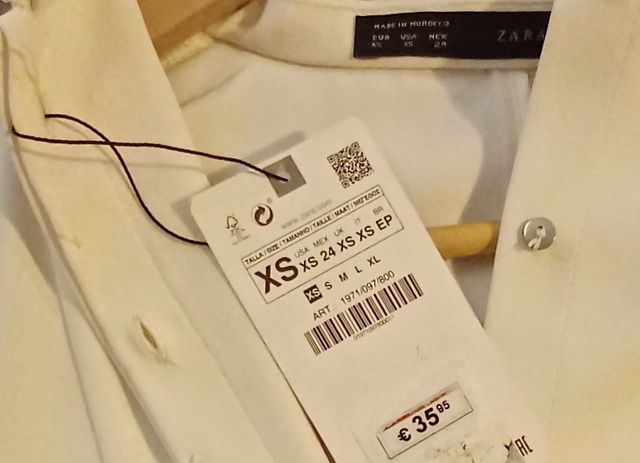 MADE IN MOROCCO
EUR USA MEX
XS XS 24
ZARA
www.zara.com
TALLA / SIZE / TAMANHO / TAILLE / MAAT / ΜΕΓΕΘΟΣ
USA MEX UK IT BR
XS XS 24 XS XS EP
XS S M L XL
ART. 1971/097/800
€ 35 95